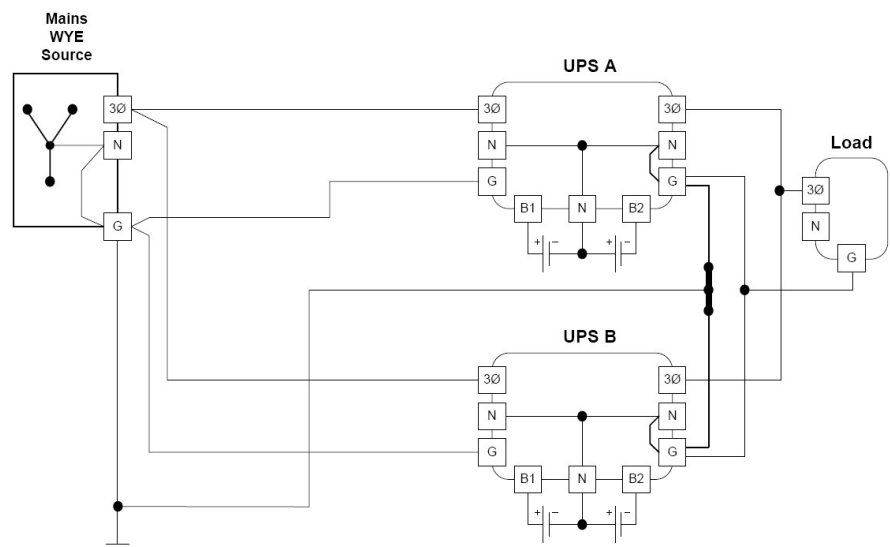 Mains
WYE
Source
3Ø
N
G
UPS A
3Ø
N
G
B1
N
B2
3Ø
N
G
+ − + −
Load
3Ø
N
G
UPS B
3Ø
N
G
B1
N
B2
3Ø
N
G
+ − + −